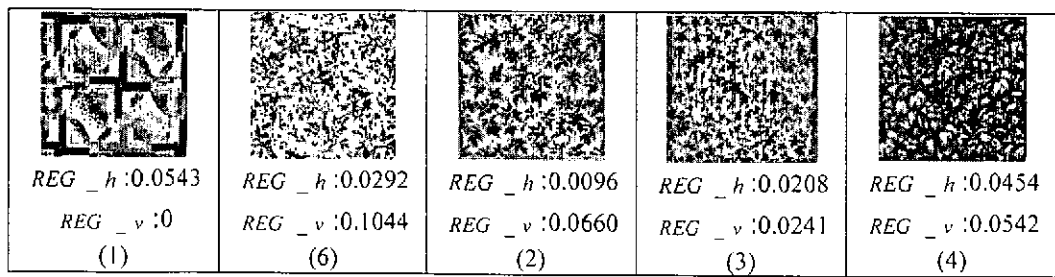 REG _ h :0.0543 REG _ h :0.0292 REG _ h :0.0096 REG _ h :0.0208 REG _ h :0.0454
REG _ v :0 REG _ v :0.1044 REG _ v :0.0660 REG _ v :0.0241 REG _ v :0.0542
(1) (6) (2) (3) (4)